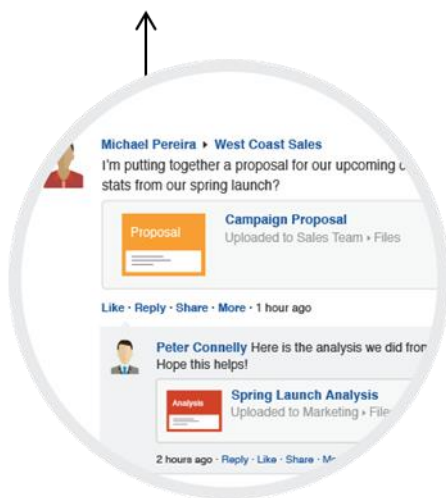 Michael Pereira ▸ West Coast Sales
I'm putting together a proposal for our upcoming
stats from our spring launch?
Proposal
Campaign Proposal
Uploaded to Sales Team ▸ Files
Like · Reply · Share · More · 1 hour ago
Peter Connelly Here is the analysis we did from
Hope this helps!
Analysis
Spring Launch Analysis
Uploaded to Marketing ▸
2 hours ago · Reply · Like · Share ·